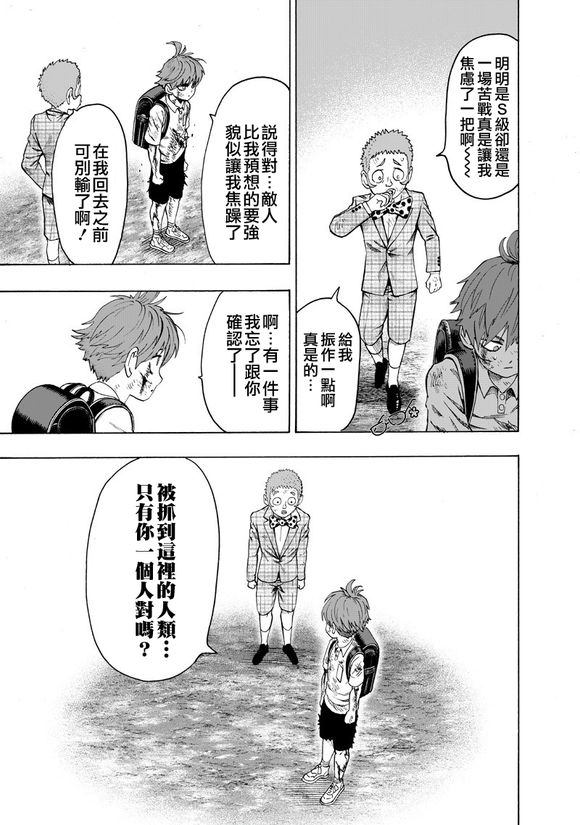 明明是S級卻還是
一場苦戰真是讓我
焦慮了一把啊～～
給我
振作一點啊
真是的…
說得對…敵人
比我預想的要強
貌似讓我焦躁了
在我回去之前
可別輸了啊！
啊…有一件事
我忘了跟你
確認了——
被抓到這裡的人類…
只有你一個人對嗎？